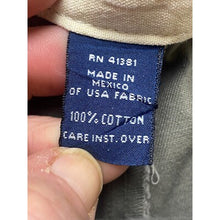 RN 41381
MADE IN
MEXICO
OF USA FABRIC
100% COTTON
CARE INST. OVER